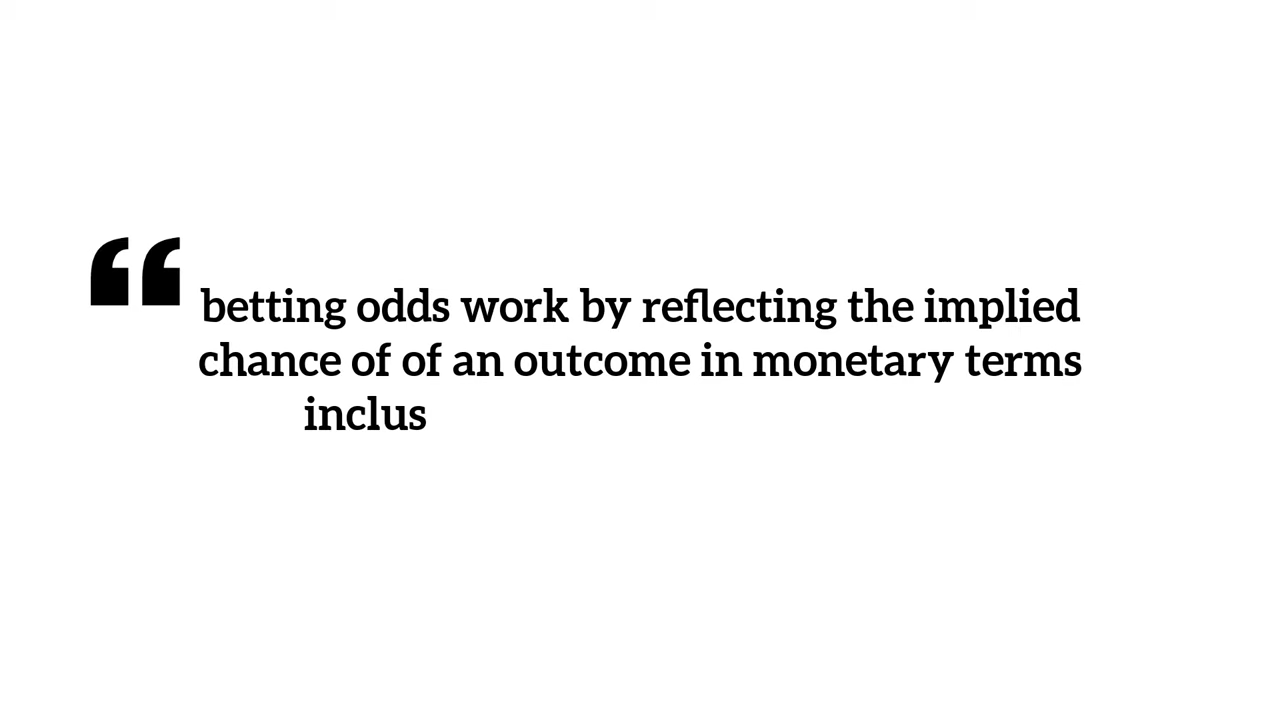 “ betting odds work by reflecting the implied
chance of of an outcome in monetary terms
inclus